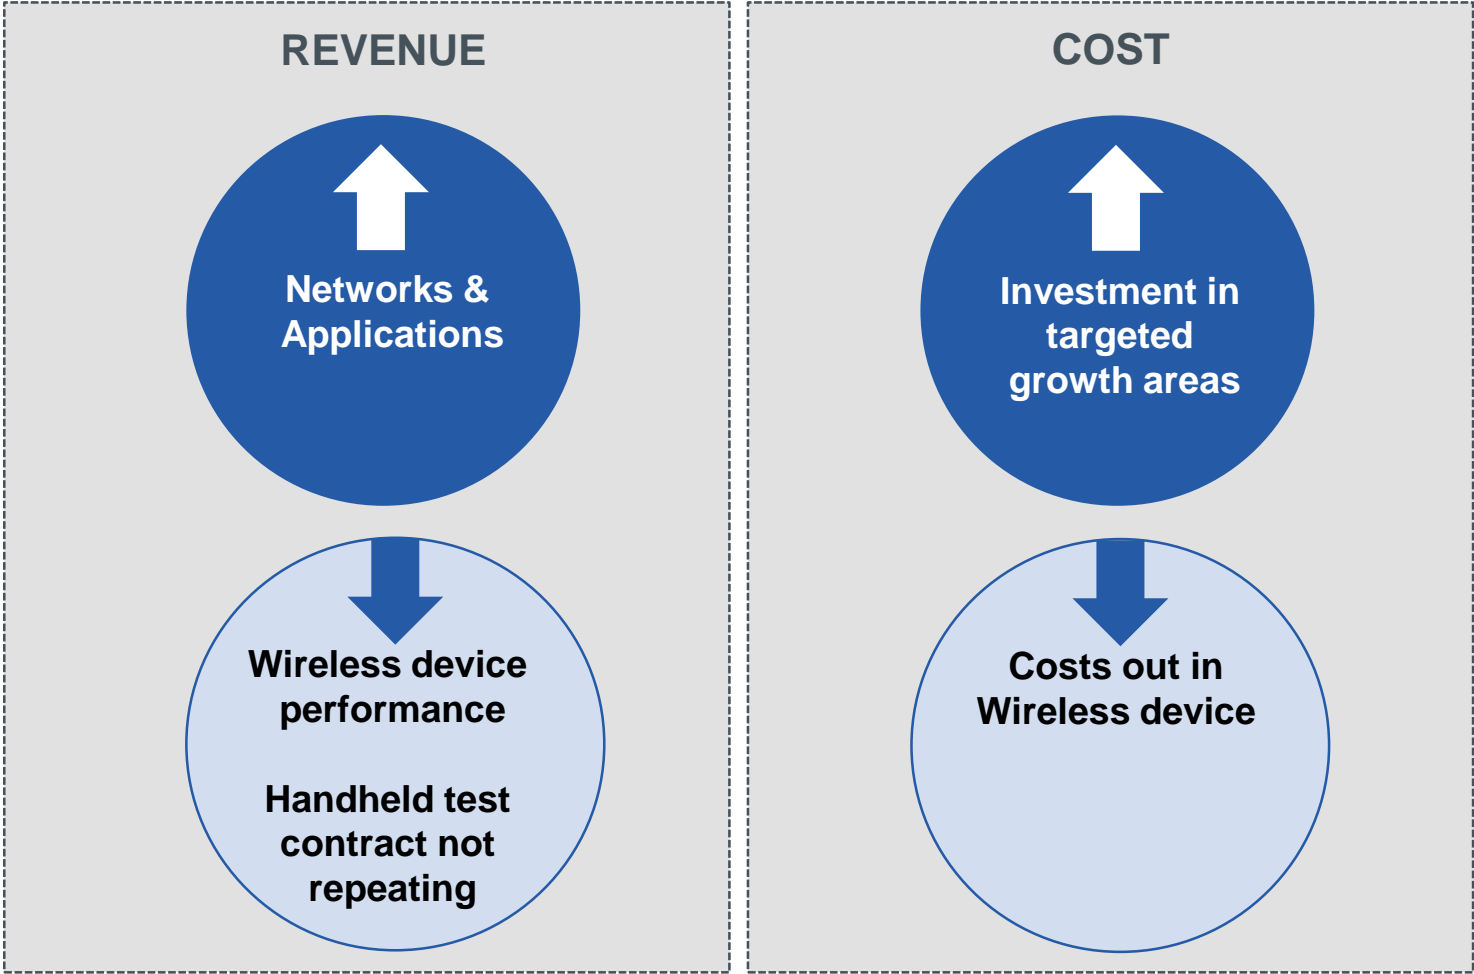 REVENUE
Networks &
Applications
Wireless device
performance
Handheld test
contract not
repeating
COST
Investment in
targeted
growth areas
Costs out in
Wireless device